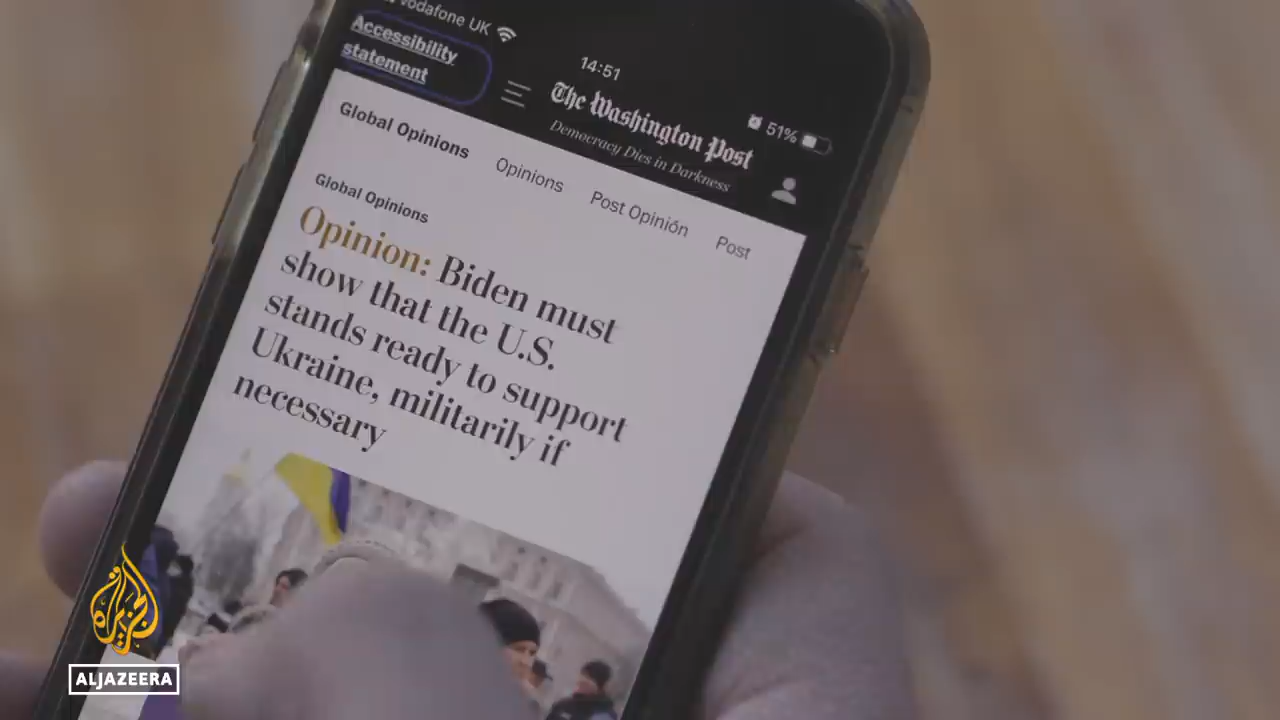 Vodafone UK
14:51
51%
Accessibility
statement
The Washington Post
Democracy Dies in Darkness
Global Opinions
Opinions
Post Opinión
Post
Global Opinions
Opinion: Biden must
show that the U.S.
stands ready to support
Ukraine, militarily if
necessary
الجزيرة
ALJAZEERA